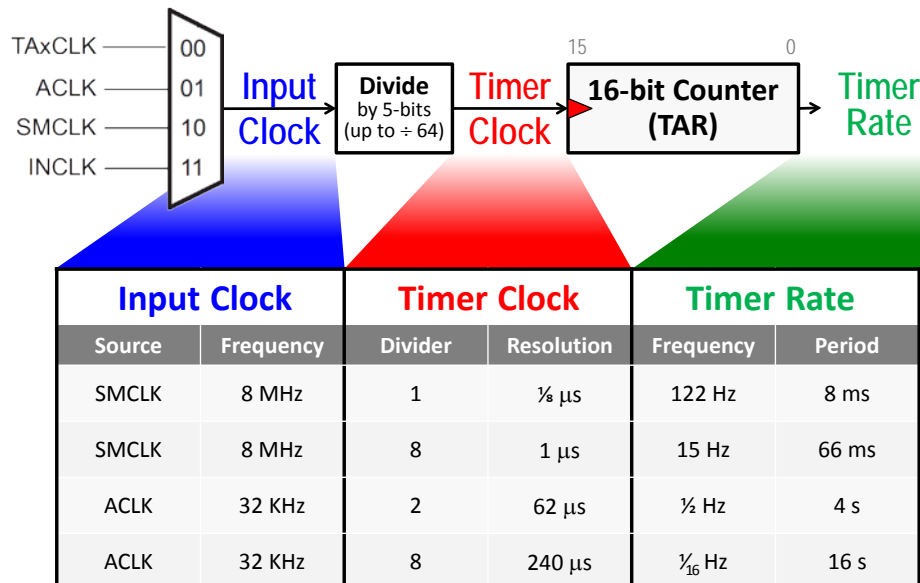 TAxCLK
ACLK
SMCLK
INCLK
00
01
10
11
Input
Clock
Divide
by 5-bits
(up to ÷ 64)
Timer
Clock
15 0
16-bit Counter
(TAR)
Timer
Rate
Input Clock Timer Clock Timer Rate
Source Frequency Divider Resolution Frequency Period
SMCLK 8 MHz 1 ⅛ μs 122 Hz 8 ms
SMCLK 8 MHz 8 1 μs 15 Hz 66 ms
ACLK 32 KHz 2 62 μs ½ Hz 4 s
ACLK 32 KHz 8 240 μs 1⁄16 Hz 16 s